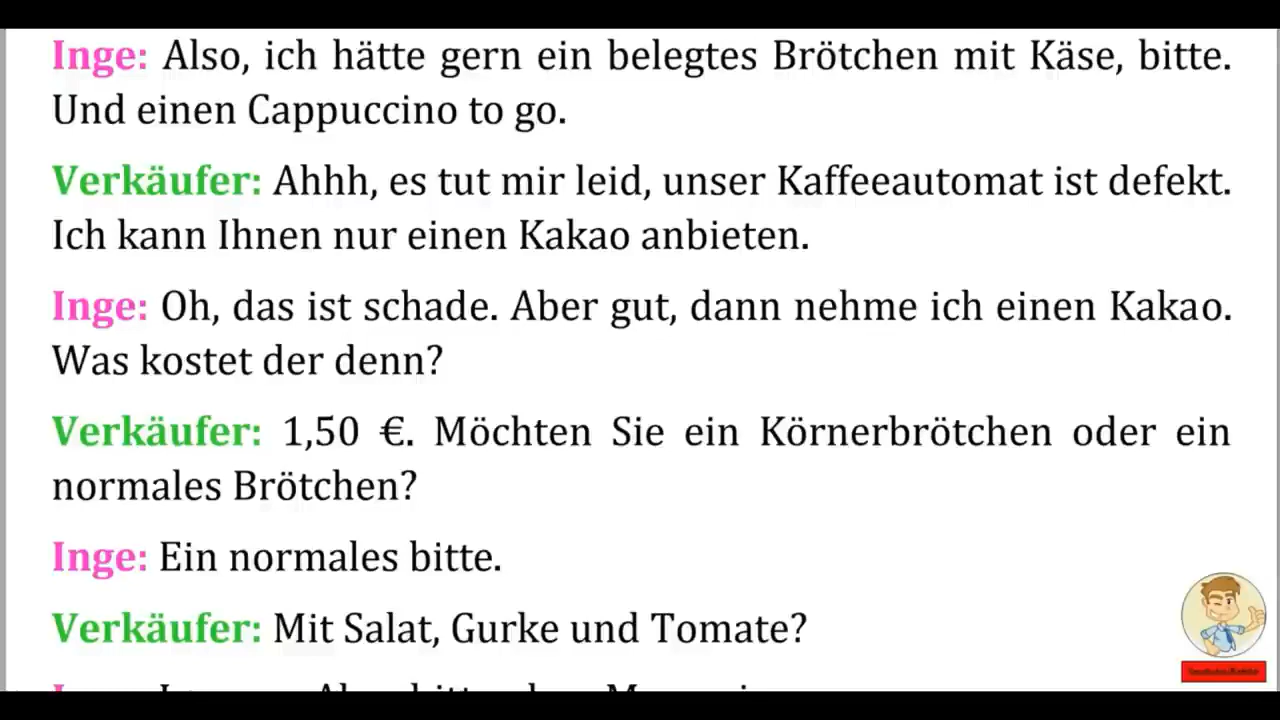 Inge: Also, ich hätte gern ein belegtes Brötchen mit Käse, bitte.
Und einen Cappuccino to go.
Verkäufer: Ahhh, es tut mir leid, unser Kaffeeautomat ist defekt.
Ich kann Ihnen nur einen Kakao anbieten.
Inge: Oh, das ist schade. Aber gut, dann nehme ich einen Kakao.
Was kostet der denn?
Verkäufer: 1,50 €. Möchten Sie ein Körnerbrötchen oder ein
normales Brötchen?
Inge: Ein normales bitte.
Verkäufer: Mit Salat, Gurke und Tomate?